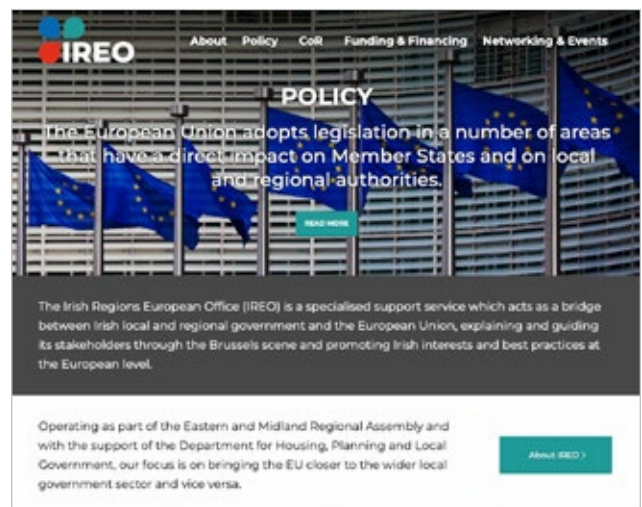 IREO
About Policy CoR Funding & Financing Networking & Events
POLICY
The European Union adopts legislation in a number of areas
that have a direct impact on Member States and on local
and regional authorities.
READ MORE
The Irish Regions European Office (IREO) is a specialised support service which acts as a bridge
between Irish local and regional government and the European Union, explaining and guiding
its stakeholders through the Brussels scene and promoting Irish interests and best practices at
the European level.
Operating as part of the Eastern and Midland Regional Assembly and
with the support of the Department for Housing, Planning and Local
Government, our focus is on bringing the EU closer to the wider local
government sector and vice versa.
About IREO >